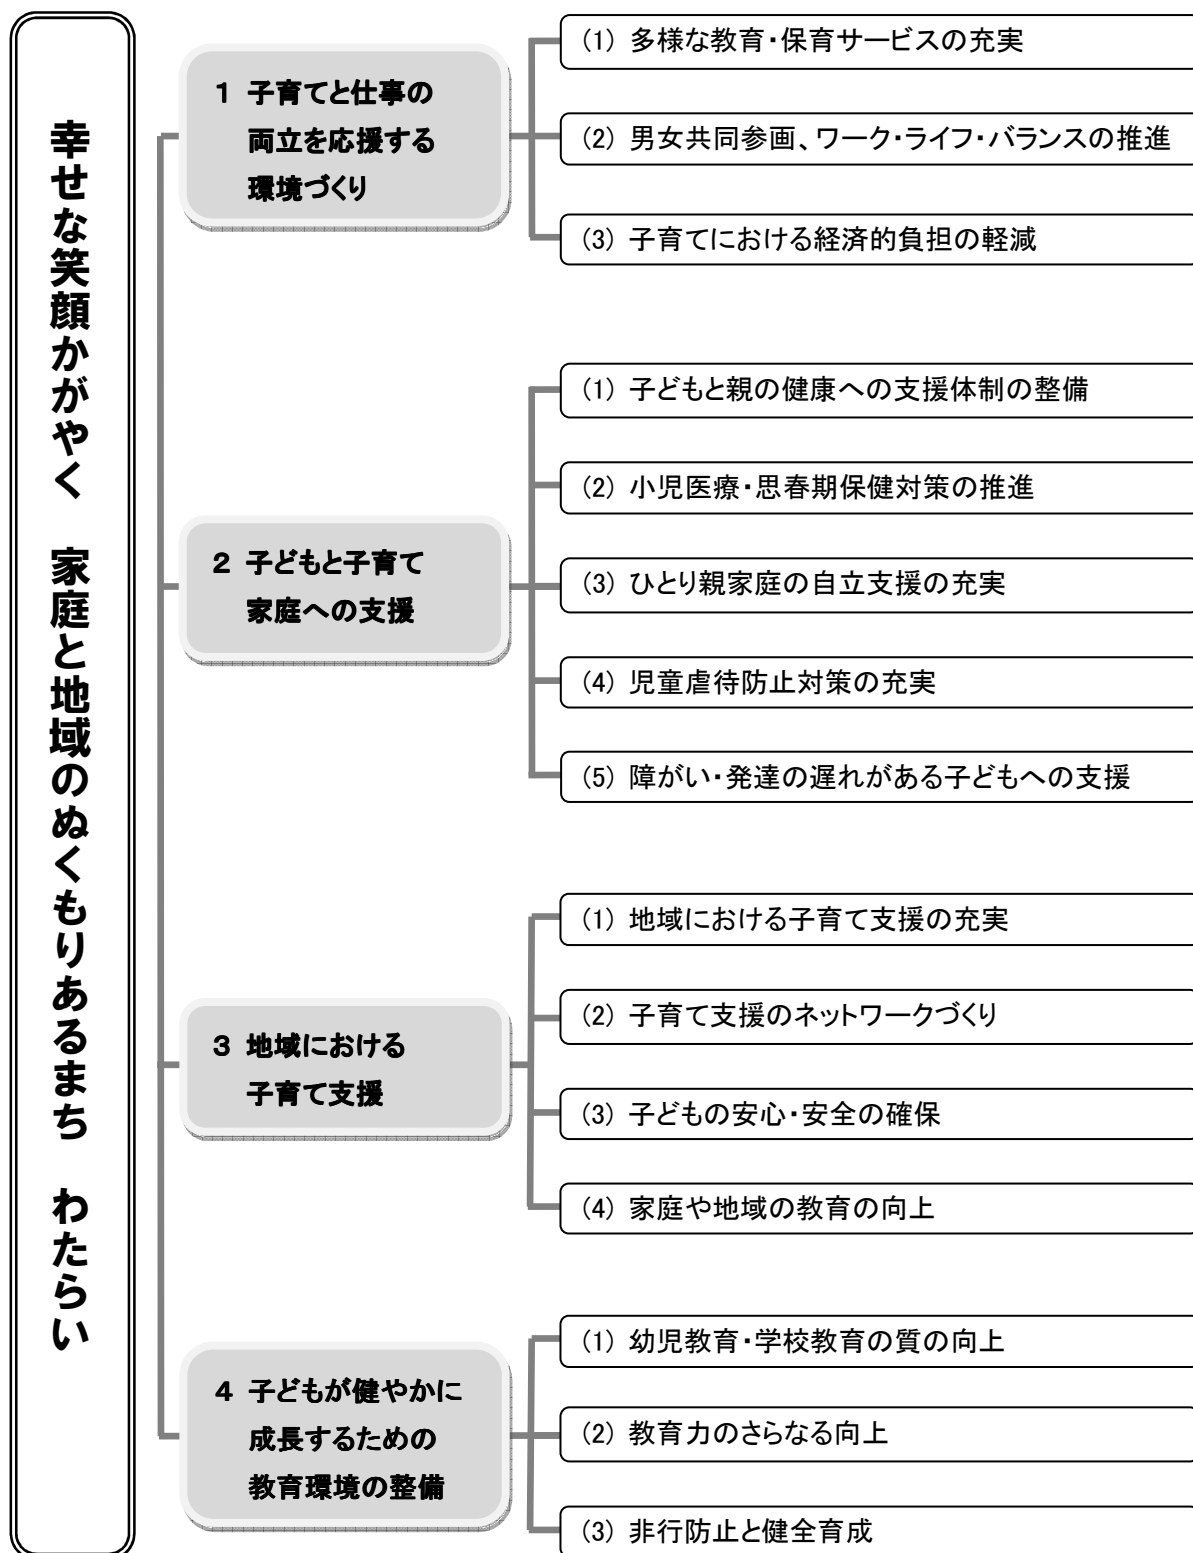 幸せな笑顔かがやく　家庭と地域のぬくもりあるまち　わたらい
1 子育てと仕事の
両立を応援する
環境づくり
(1) 多様な教育・保育サービスの充実
(2) 男女共同参画、ワーク・ライフ・バランスの推進
(3) 子育てにおける経済的負担の軽減
2 子どもと子育て
家庭への支援
(1) 子どもと親の健康への支援体制の整備
(2) 小児医療・思春期保健対策の推進
(3) ひとり親家庭の自立支援の充実
(4) 児童虐待防止対策の充実
(5) 障がい・発達の遅れがある子どもへの支援
3 地域における
子育て支援
(1) 地域における子育て支援の充実
(2) 子育て支援のネットワークづくり
(3) 子どもの安心・安全の確保
(4) 家庭や地域の教育の向上
4 子どもが健やかに
成長するための
教育環境の整備
(1) 幼児教育・学校教育の質の向上
(2) 教育力のさらなる向上
(3) 非行防止と健全育成